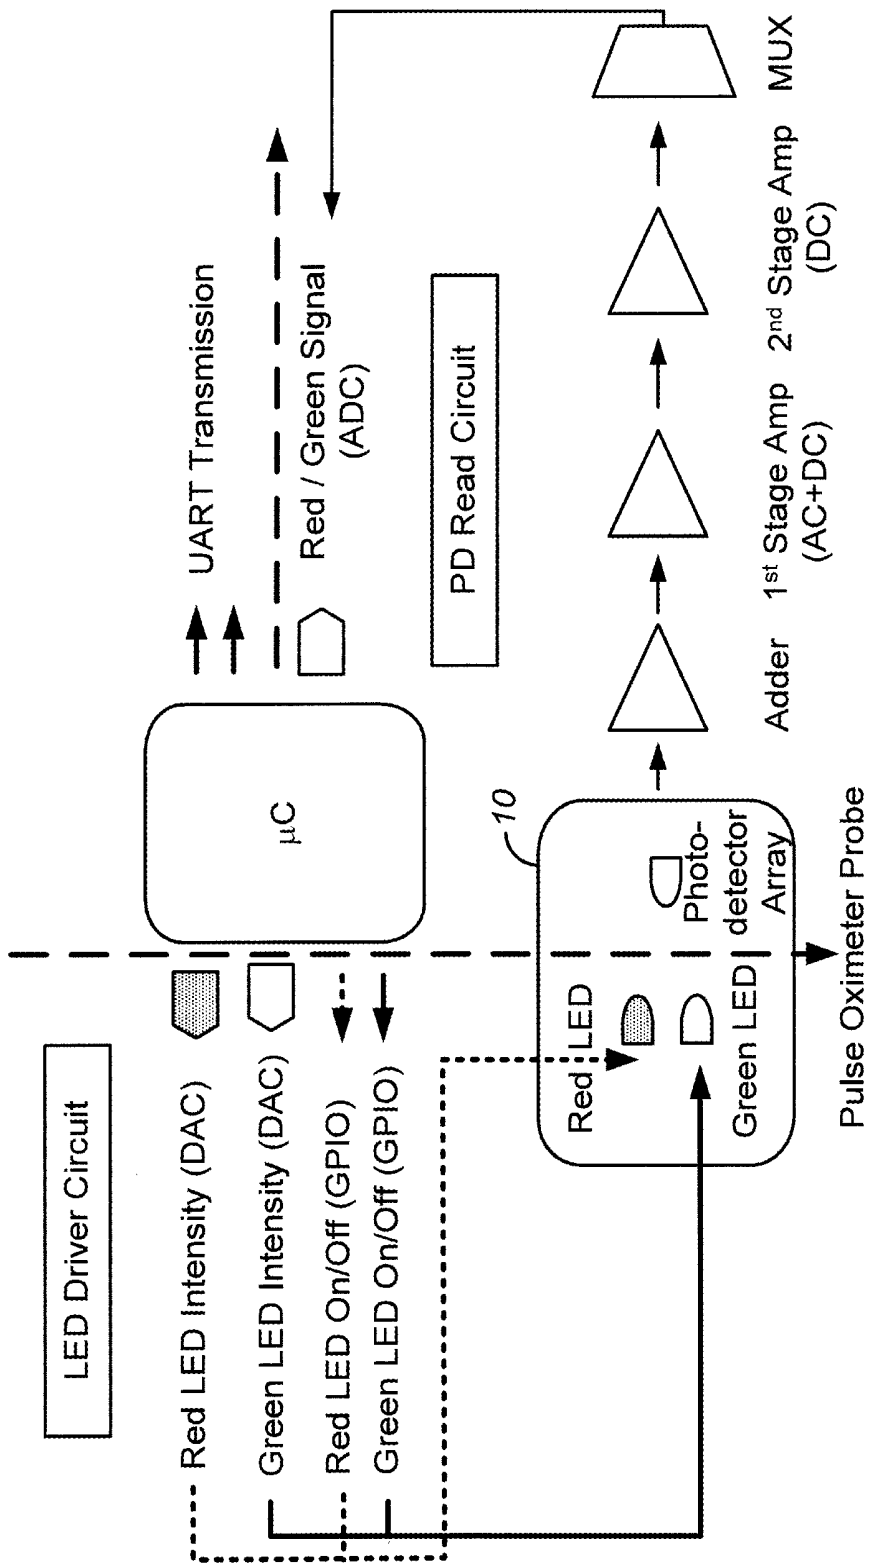 LED Driver Circuit
Red LED Intensity (DAC)
Green LED Intensity (DAC)
Red LED On/Off (GPIO)
Green LED On/Off (GPIO)
μC
UART Transmission
Red / Green Signal
(ADC)
PD Read Circuit
10
Red LED
Green LED
Photo-
detector
Array
Pulse Oximeter Probe
Adder
1st Stage Amp
(AC+DC)
2nd Stage Amp
(DC)
MUX